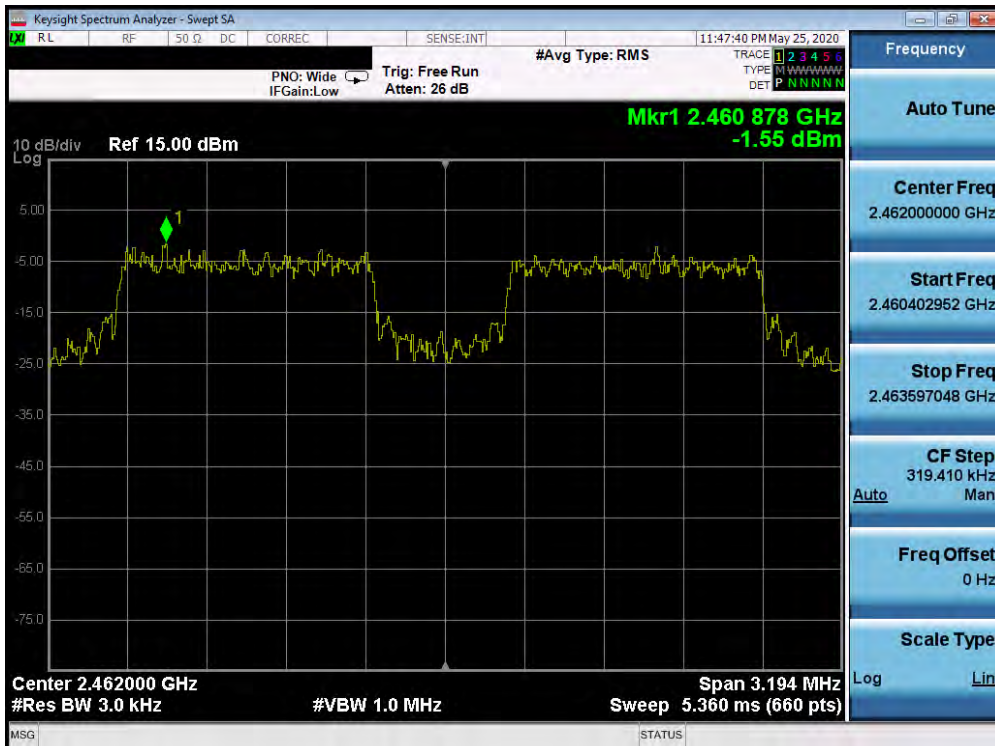 Keysight Spectrum Analyzer - Swept SA
LXI RL RF 50 Ω DC CORREC SENSE:INT 11:47:40 PM May 25, 2020
#Avg Type: RMS
TRACE 1 2 3 4 5 6
TYPE M W W W W W
DET P N N N N N
PNO: Wide
IFGain:Low
Trig: Free Run
Atten: 26 dB
Mkr1 2.460 878 GHz
-1.55 dBm
10 dB/div
Log
Ref 15.00 dBm
1
5.00
-5.00
-15.0
-25.0
-35.0
-45.0
-55.0
-65.0
-75.0
Center 2.462000 GHz
#Res BW 3.0 kHz
#VBW 1.0 MHz
Span 3.194 MHz
Sweep 5.360 ms (660 pts)
MSG
STATUS
Frequency
Auto Tune
Center Freq
2.462000000 GHz
Start Freq
2.460402952 GHz
Stop Freq
2.463597048 GHz
CF Step
319.410 kHz
Auto Man
Freq Offset
0 Hz
Scale Type
Log Lin